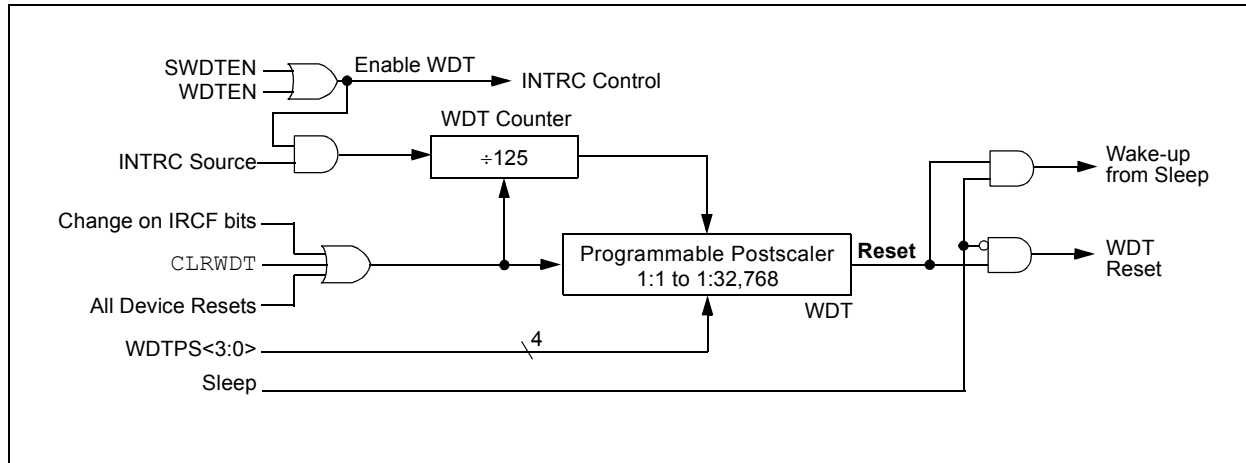 SWDTEN
WDTEN
Enable WDT
INTRC Control
WDT Counter
÷125
INTRC Source
Wake-up
from Sleep
Change on IRCF bits
CLRWDT
All Device Resets
Programmable Postscaler
1:1 to 1:32,768
Reset
WDT
Reset
WDT
WDTPS<3:0>
4
Sleep